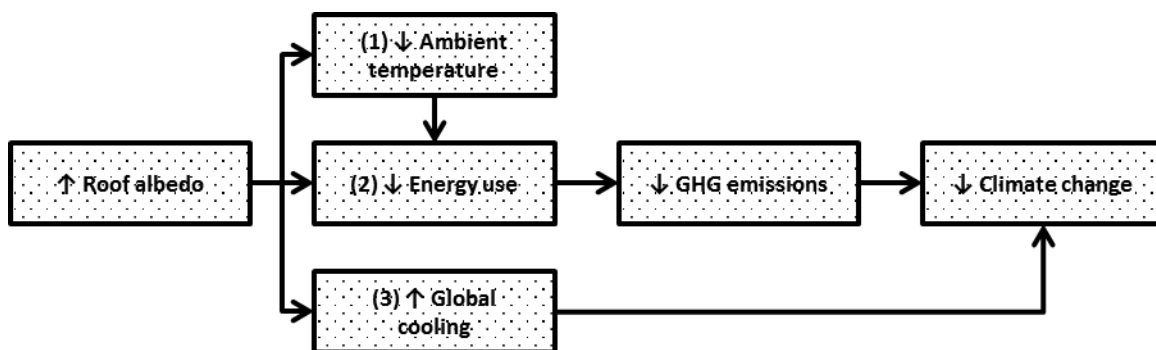 (1) ↓ Ambient
temperature
↑ Roof albedo
(2) ↓ Energy use
↓ GHG emissions
↓ Climate change
(3) ↑ Global
cooling